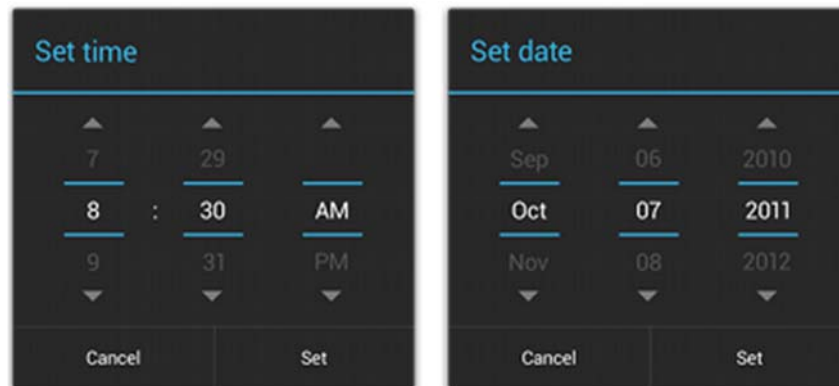 Set time
7 29
8 : 30 AM
9 31 PM
Cancel Set
Set date
Sep 06 2010
Oct 07 2011
Nov 08 2012
Cancel Set